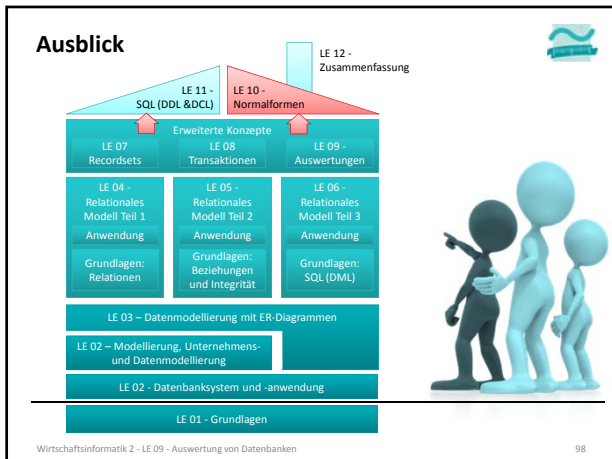 Ausblick
LE 12 -
Zusammenfassung
LE 11 -
SQL (DDL &DCL)
LE 10 -
Normalformen
Erweiterte Konzepte
LE 07
Recordsets
LE 08
Transaktionen
LE 09 -
Auswertungen
LE 04 -
Relationales
Modell Teil 1
Anwendung
Grundlagen:
Relationen
LE 05 -
Relationales
Modell Teil 2
Anwendung
Grundlagen:
Beziehungen
und Integrität
LE 06 -
Relationales
Modell Teil 3
Anwendung
Grundlagen:
SQL (DML)
LE 03 – Datenmodellierung mit ER-Diagrammen
LE 02 – Modellierung, Unternehmens-
und Datenmodellierung
LE 02 - Datenbanksystem und -anwendung
LE 01 - Grundlagen
Wirtschaftsinformatik 2 - LE 09 - Auswertung von Datenbanken
98